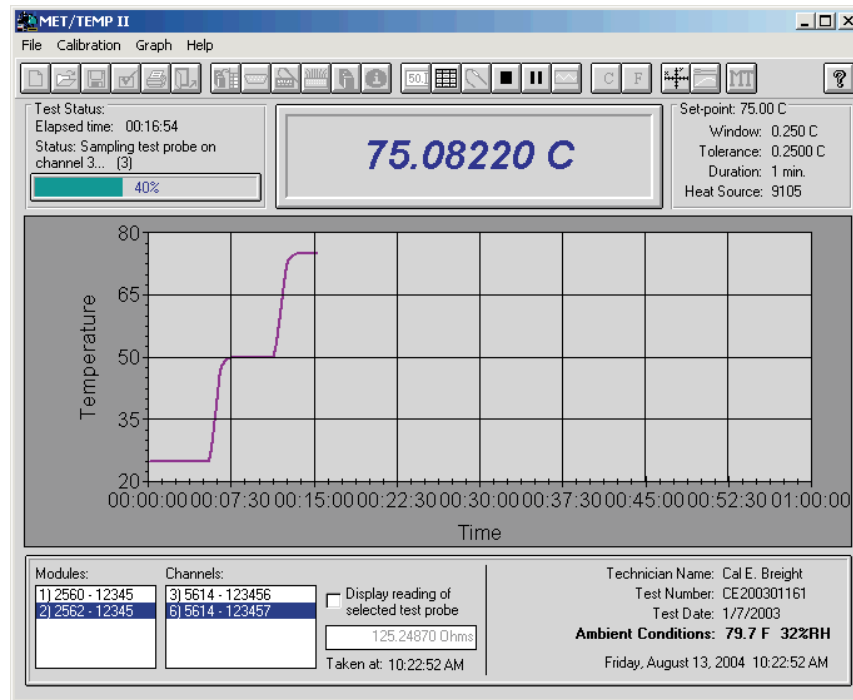 MET/TEMP II
File Calibration Graph Help
50.1 C F MT ?
Test Status:
Elapsed time: 00:16:54
Status: Sampling test probe on
channel 3... (3)
40%
75.08220 C
Set-point: 75.00 C
Window: 0.250 C
Tolerance: 0.2500 C
Duration: 1 min.
Heat Source: 9105
80
65
50
35
20
Temperature
00:00:00 00:07:30 00:15:00 00:22:30 00:30:00 00:37:30 00:45:00 00:52:30 01:00:00
Time
Modules:
1) 2560 - 12345
2) 2562 - 12345
Channels:
3) 5614 - 123456
6) 5614 - 123457
Display reading of
selected test probe
125.24870 Ohms
Taken at: 10:22:52 AM
Technician Name: Cal E. Breight
Test Number: CE200301161
Test Date: 1/7/2003
Ambient Conditions: 79.7 F 32%RH
Friday, August 13, 2004 10:22:52 AM